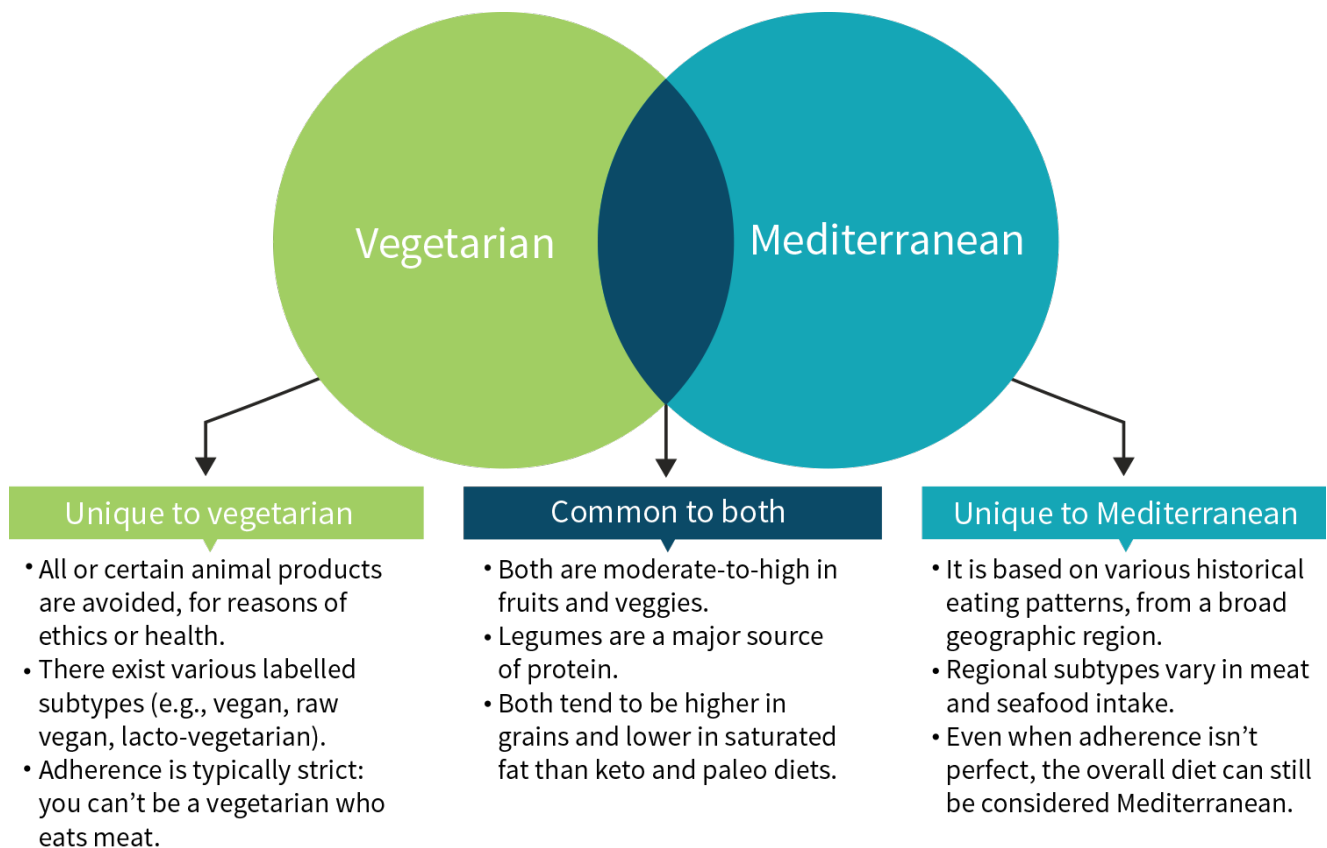 Vegetarian
Mediterranean
Unique to vegetarian
• All or certain animal products
are avoided, for reasons of
ethics or health.
• There exist various labelled
subtypes (e.g., vegan, raw
vegan, lacto-vegetarian).
• Adherence is typically strict:
you can’t be a vegetarian who
eats meat.
Common to both
• Both are moderate-to-high in
fruits and veggies.
• Legumes are a major source
of protein.
• Both tend to be higher in
grains and lower in saturated
fat than keto and paleo diets.
Unique to Mediterranean
• It is based on various historical
eating patterns, from a broad
geographic region.
• Regional subtypes vary in meat
and seafood intake.
• Even when adherence isn’t
perfect, the overall diet can still
be considered Mediterranean.